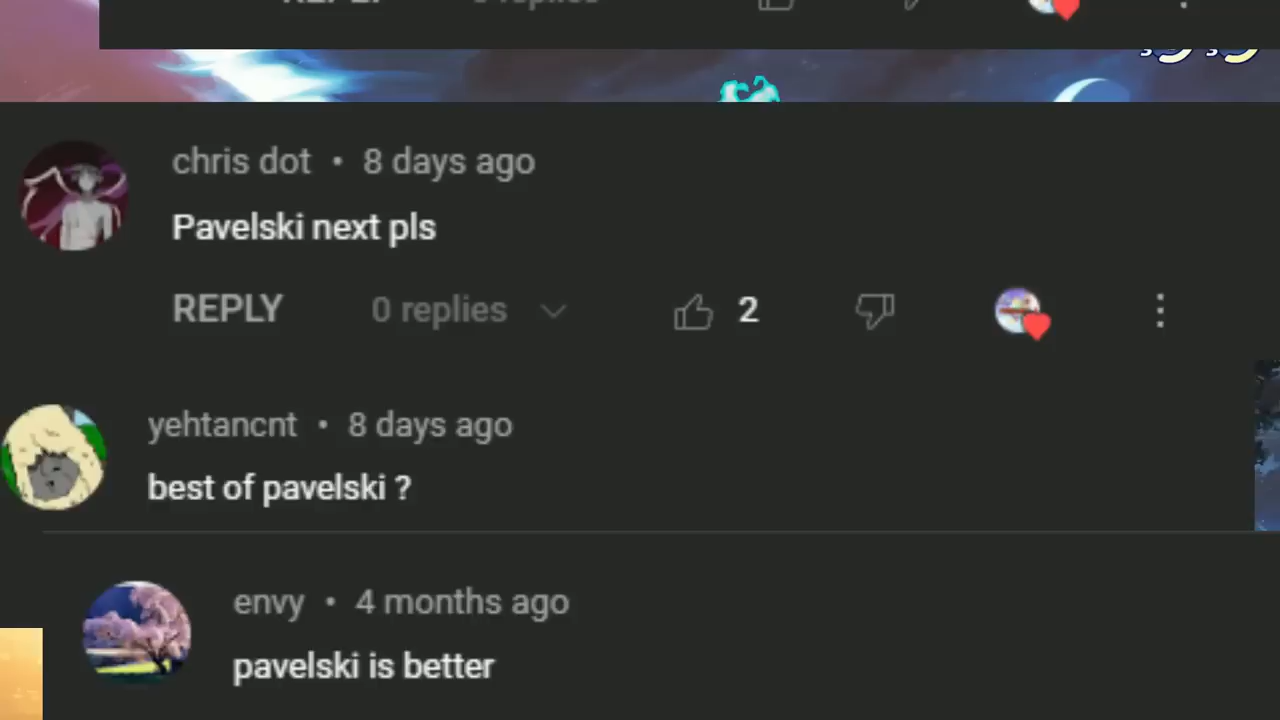 chris dot • 8 days ago
Pavelski next pls
REPLY 0 replies 2
yehtancnt • 8 days ago
best of pavelski ?
envy • 4 months ago
pavelski is better